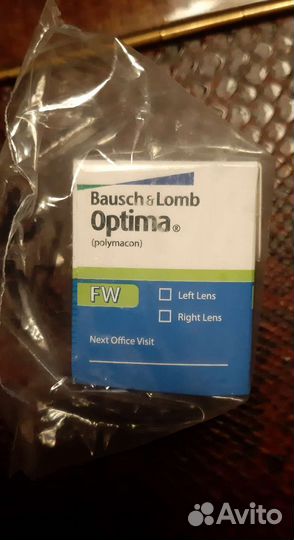 Bausch & Lomb
Optima®
(polymacon)
FW
Left Lens
Right Lens
Next Office Visit
Avito